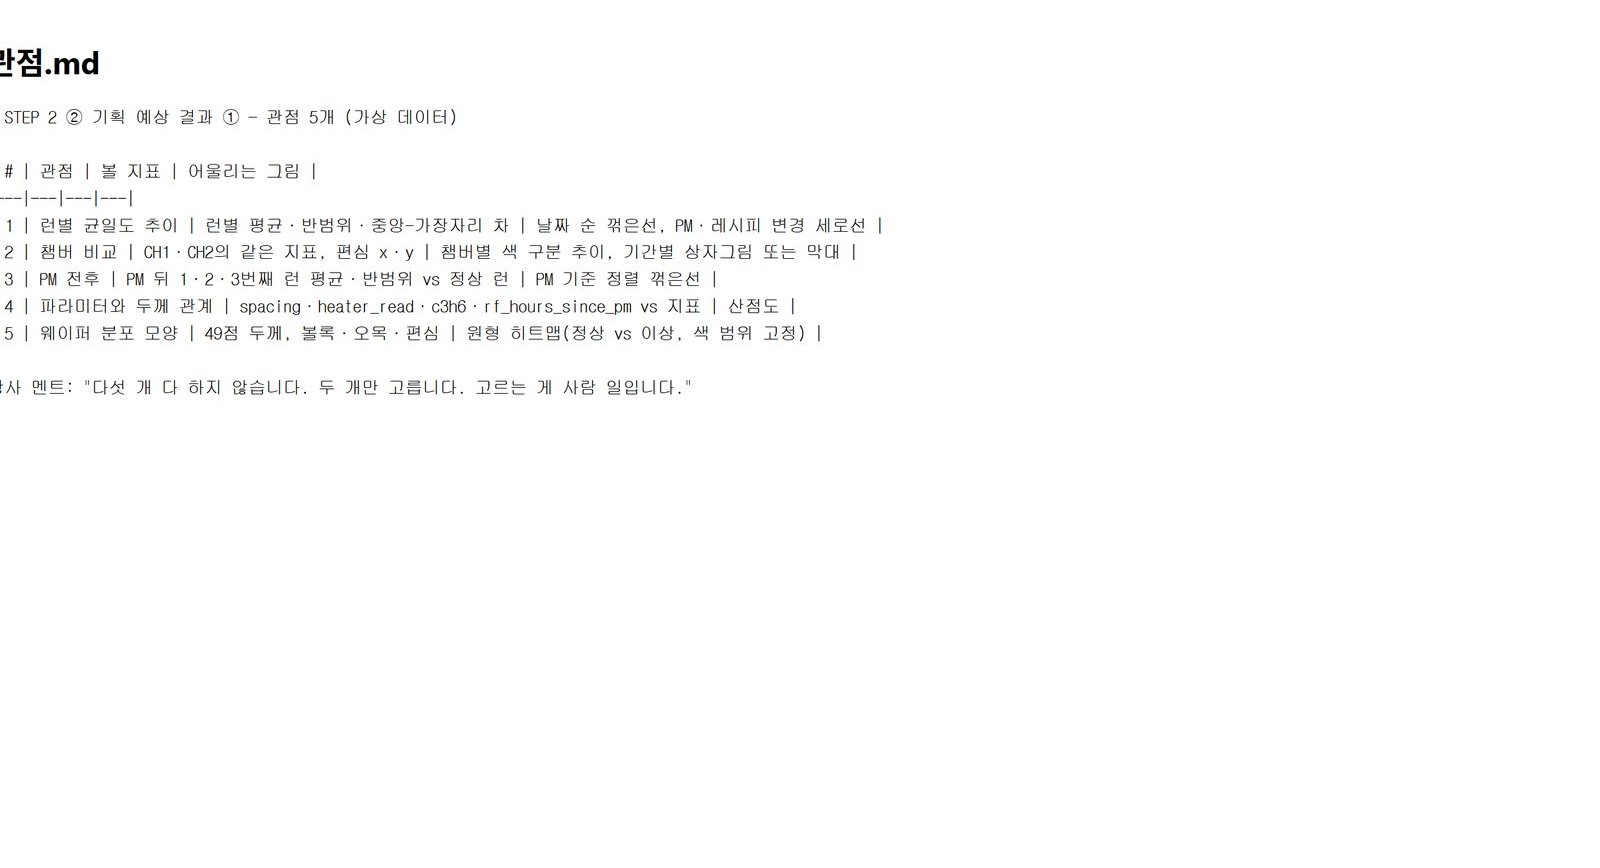 관점.md
STEP 2 ② 기획 예상 결과 ① - 관점 5개 (가상 데이터)
# | 관점 | 볼 지표 | 어울리는 그림 |
---|---|---|---|
1 | 런별 균일도 추이 | 런별 평균·반범위·중앙-가장자리 차 | 날짜 순 꺾은선, PM·레시피 변경 세로선 |
2 | 챔버 비교 | CH1·CH2의 같은 지표, 편심 x·y | 챔버별 색 구분 추이, 기간별 상자그림 또는 막대 |
3 | PM 전후 | PM 뒤 1·2·3번째 런 평균·반범위 vs 정상 런 | PM 기준 정렬 꺾은선 |
4 | 파라미터와 두께 관계 | spacing·heater_read·c3h6·rf_hours_since_pm vs 지표 | 산점도 |
5 | 웨이퍼 분포 모양 | 49점 두께, 볼록·오목·편심 | 원형 히트맵(정상 vs 이상, 색 범위 고정) |
멘트: "다섯 개 다 하지 않습니다. 두 개만 고릅니다. 고르는 게 사람 일입니다."